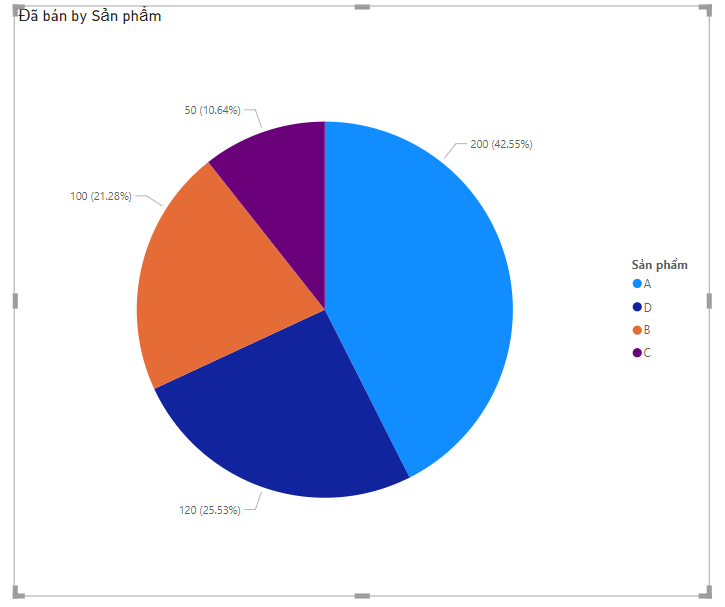 Đã bán by Sản phẩm
50 (10.64%)
200 (42.55%)
100 (21.28%)
120 (25.53%)
Sản phẩm
A
D
B
C